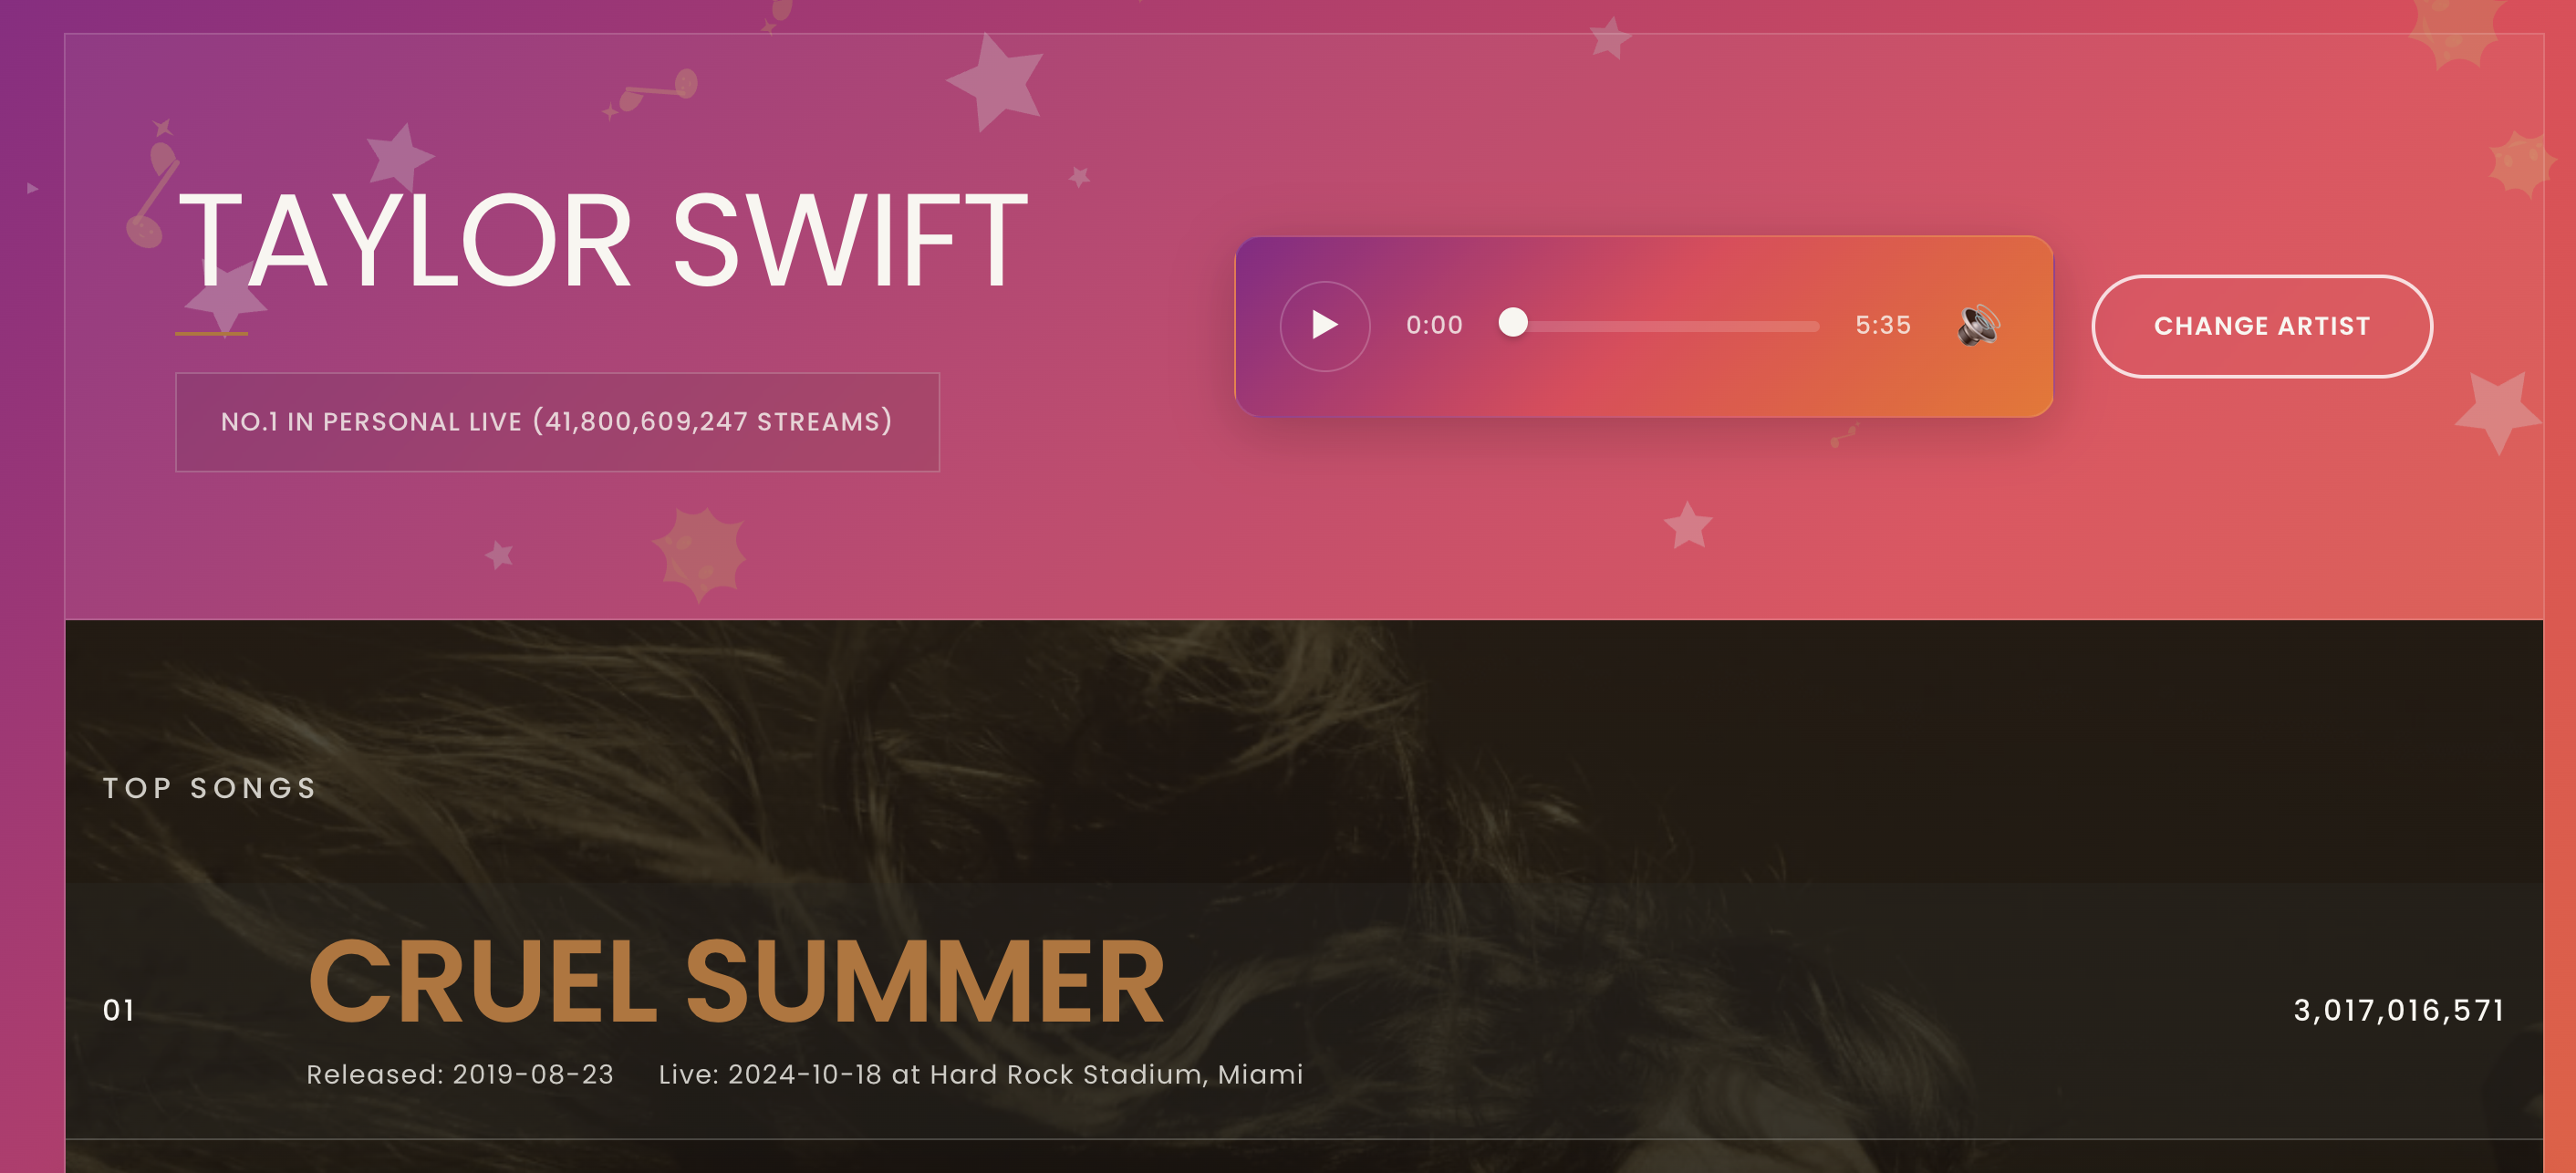 TAYLOR SWIFT
NO.1 IN PERSONAL LIVE (41,800,609,247 STREAMS)
0:00
5:35
CHANGE ARTIST
TOP SONGS
01
CRUEL SUMMER
3,017,016,571
Released: 2019-08-23 Live: 2024-10-18 at Hard Rock Stadium, Miami